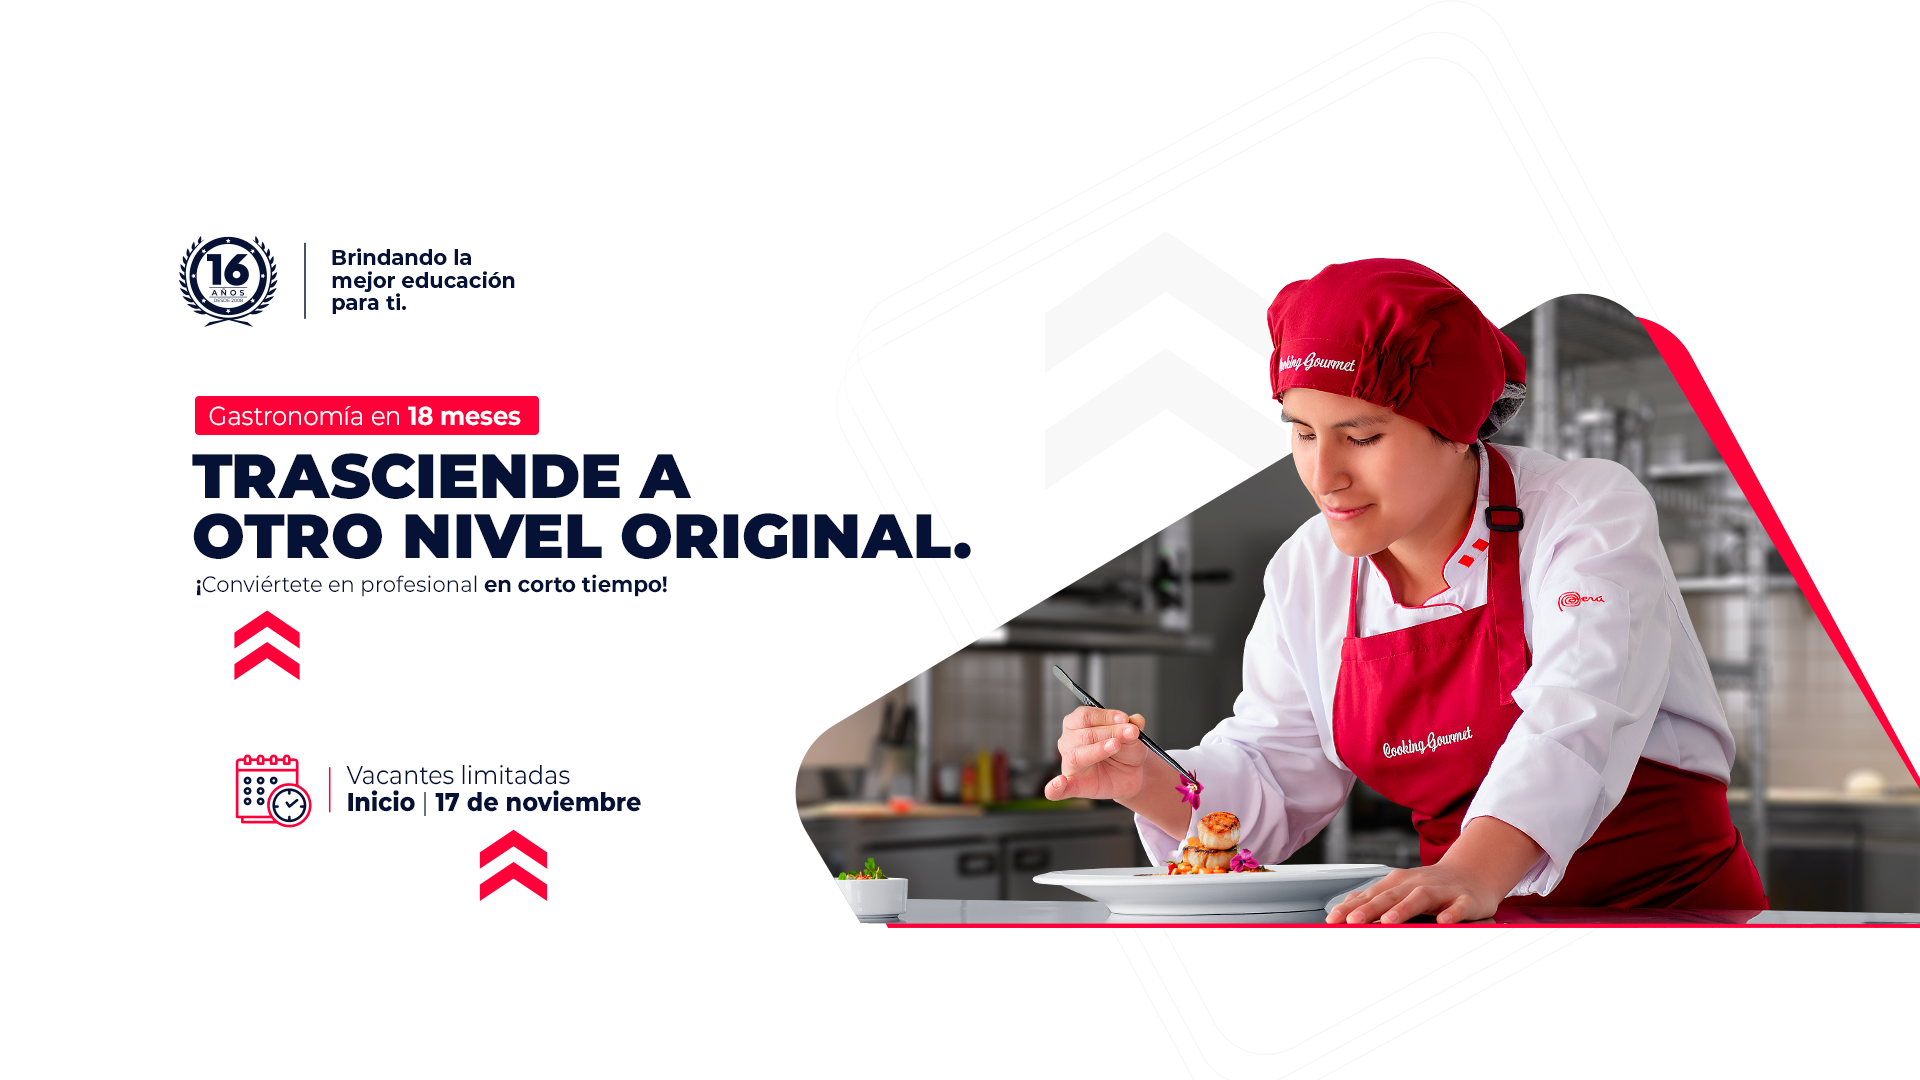 16
AÑOS
DESDE 2008
Brindando la
mejor educación
para ti.
Gastronomía en 18 meses
TRASCIENDE A
OTRO NIVEL ORIGINAL.
¡Conviértete en profesional en corto tiempo!
Vacantes limitadas
Inicio | 17 de noviembre
Cooking Gourmet
Perú
Cooking Gourmet